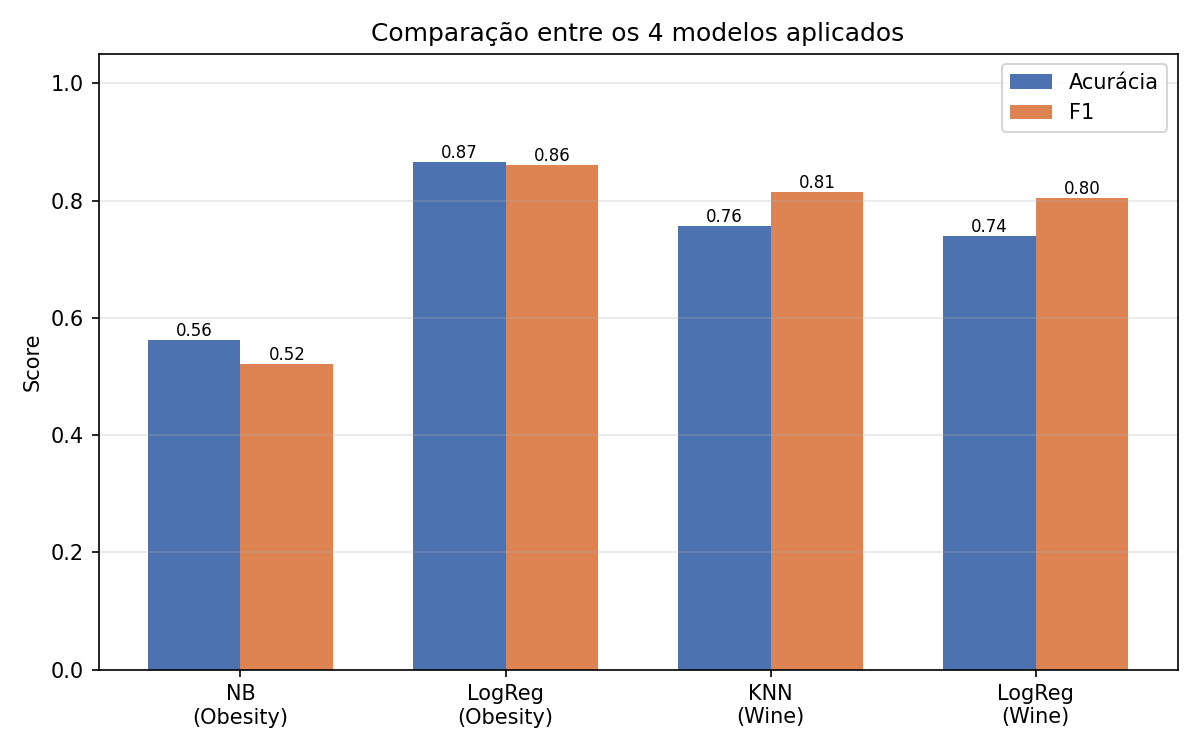 Comparação entre os 4 modelos aplicados
Acurácia
F1
Score
1.0
0.8
0.6
0.4
0.2
0.0
0.56
0.52
0.87
0.86
0.76
0.81
0.74
0.80
NB
(Obesity)
LogReg
(Obesity)
KNN
(Wine)
LogReg
(Wine)